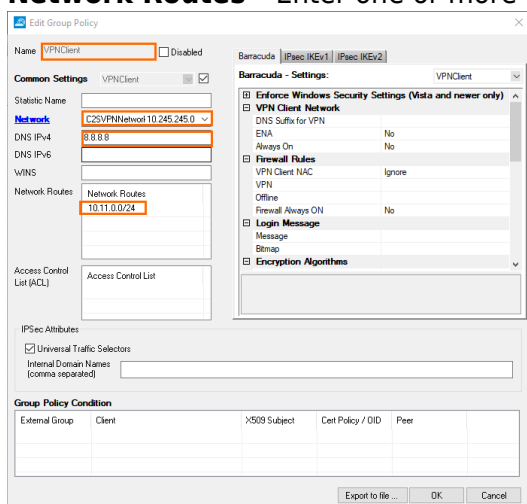 Network Routes – Enter one or more
Edit Group Policy
Name VPNClient Disabled
Common Settings VPNClient
Statistic Name
Network C2SVPNNetwork 10.245.245.0
DNS IPv4 8.8.8.8
DNS IPv6
WINS
Network Routes Network Routes
10.11.0.0/24
Access Control List (ACL) Access Control List
Barracuda IPsec IKEv1 IPsec IKEv2
Barracuda - Settings: VPNClient
Enforce Windows Security Settings (Vista and newer only)
VPN Client Network
DNS Suffix for VPN
ENA No
Always On No
Firewall Rules
VPN Client NAC Ignore
VPN
Offline
Firewall Always ON No
Login Message
Message
Bitmap
Encryption Algorithms
IPSec Attributes
Universal Traffic Selectors
Internal Domain Names
(comma separated)
Group Policy Condition
External Group Client X509 Subject Cert Policy / OID Peer
Export to file ... OK Cancel